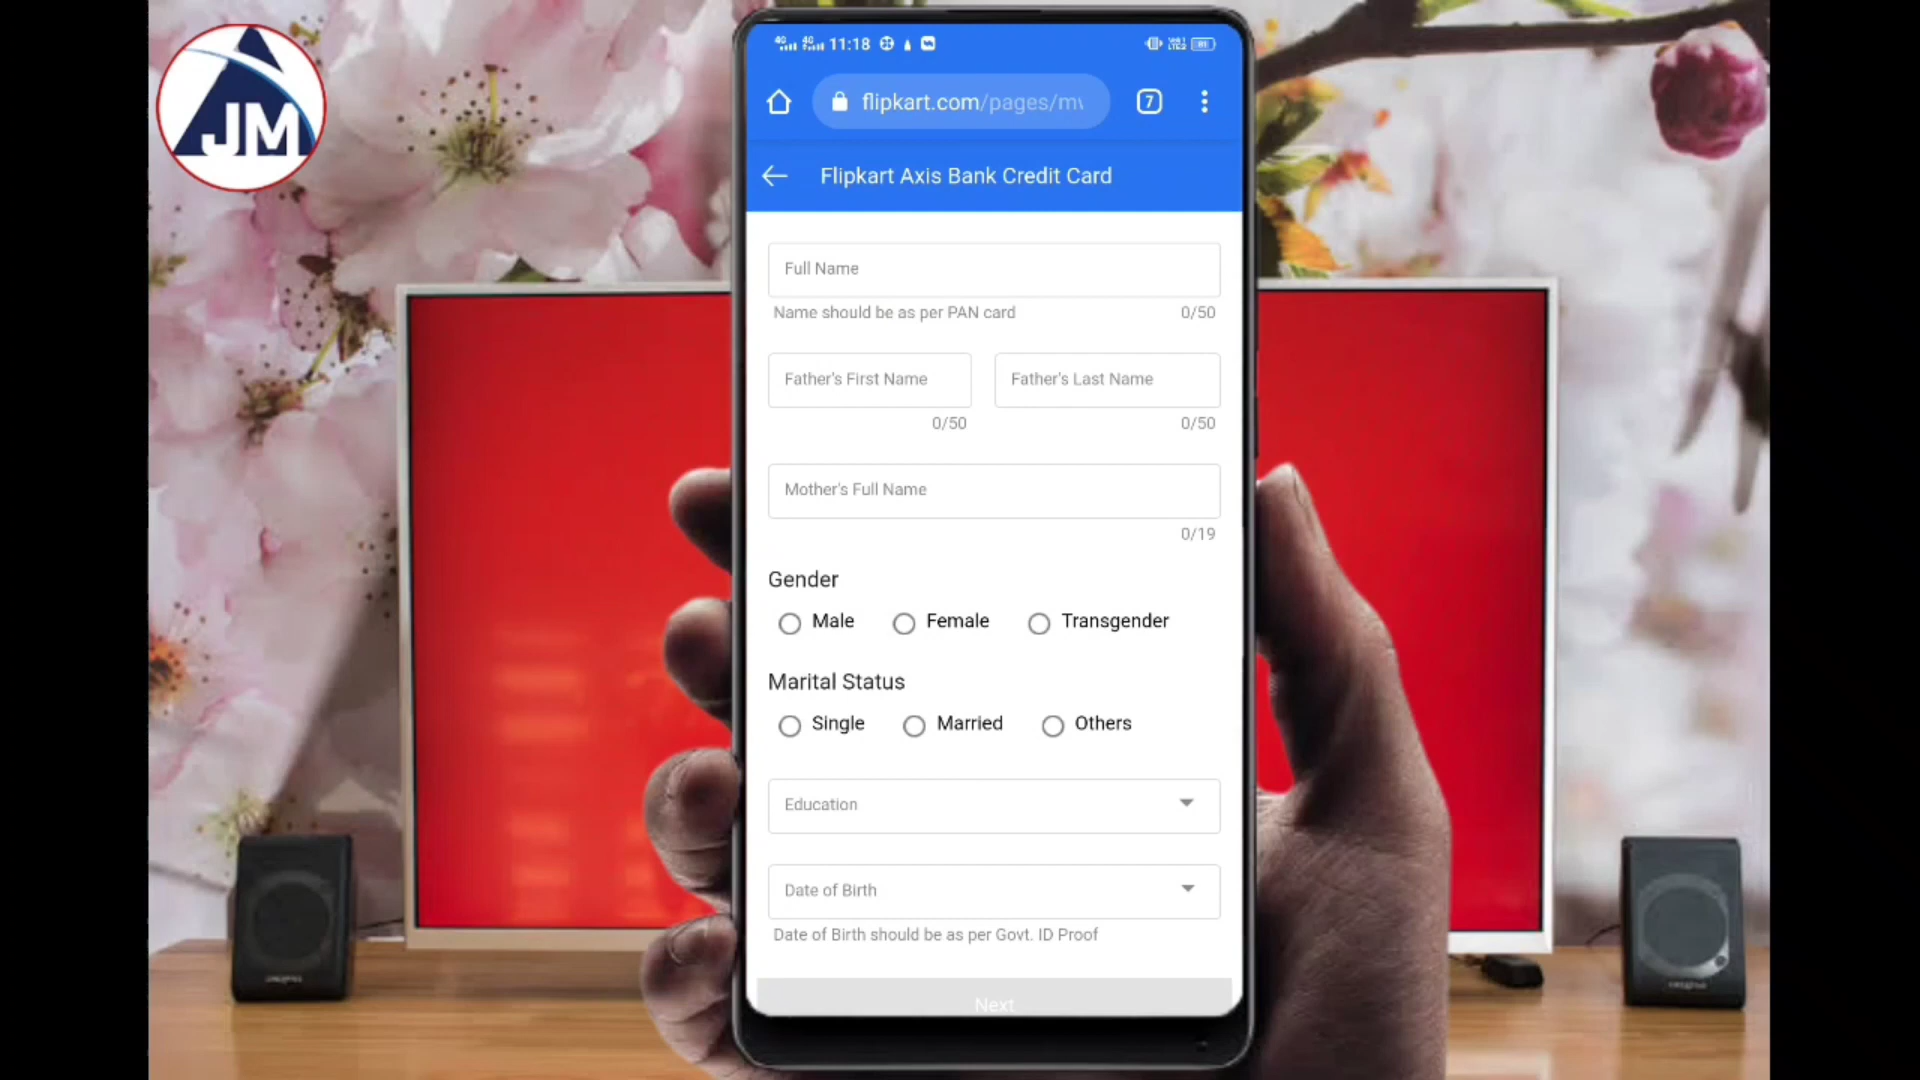 JM
11:18
flipkart.com/pages/m
7
Flipkart Axis Bank Credit Card
Full Name
Name should be as per PAN card 0/50
Father's First Name Father's Last Name
0/50 0/50
Mother's Full Name
0/19
Gender
Male Female Transgender
Marital Status
Single Married Others
Education
Date of Birth
Date of Birth should be as per Govt. ID Proof
Next